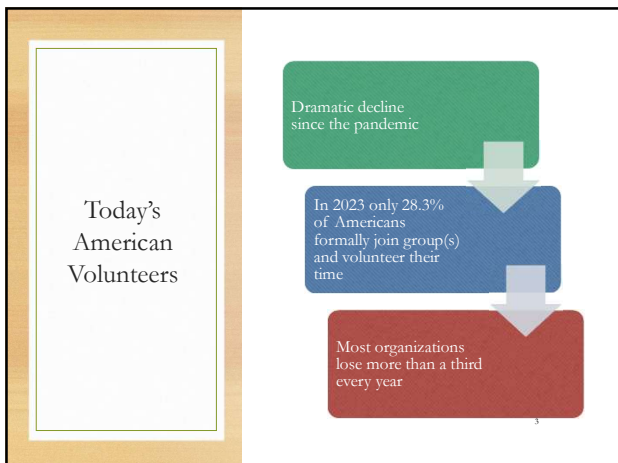 Today's
American
Volunteers
Dramatic decline
since the pandemic
In 2023 only 28.3%
of Americans
formally join group(s)
and volunteer their
time
Most organizations
lose more than a third
every year
3